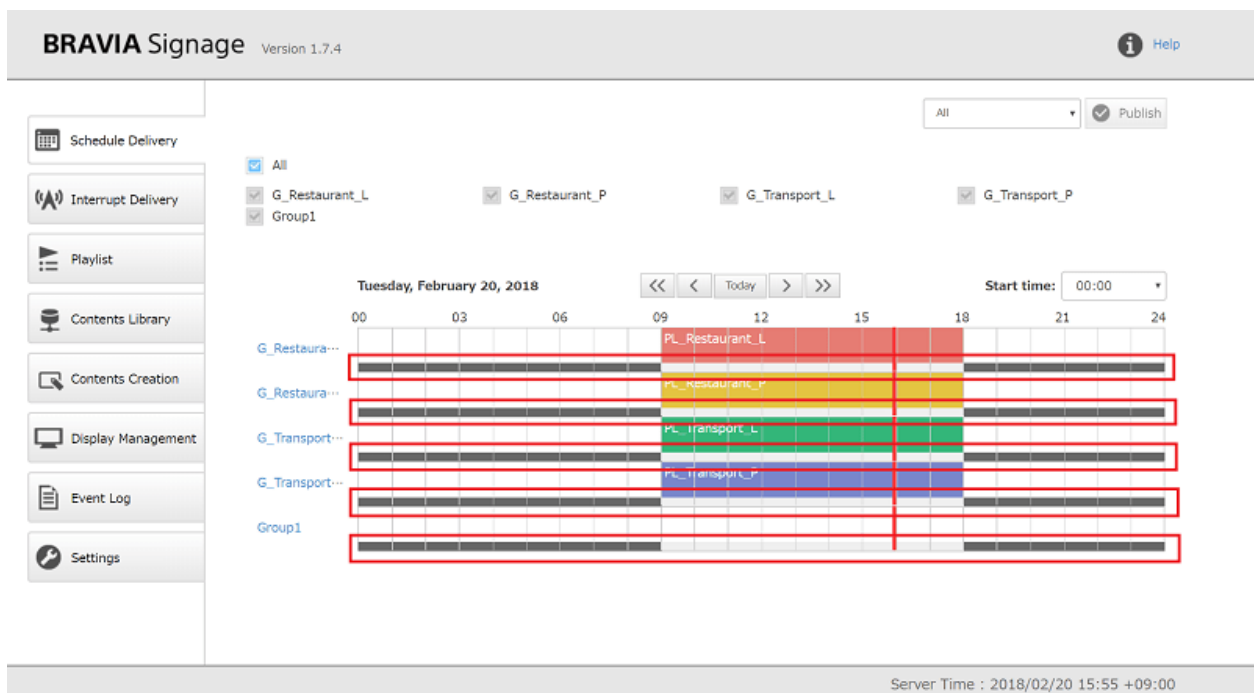 BRAVIA Signage Version 1.7.4
Help
All
Publish
Schedule Delivery
Interrupt Delivery
Playlist
Contents Library
Contents Creation
Display Management
Event Log
Settings
All
G_Restaurant_L G_Restaurant_P G_Transport_L G_Transport_P
Group1
Tuesday, February 20, 2018
Today
Start time: 00:00
00 03 06 09 12 15 18 21 24
G_Restaura… PL_Restaurant_L
G_Restaura… PL_Restaurant_P
G_Transport… PL_Transport_L
G_Transport… PL_Transport_P
Group1
Server Time : 2018/02/20 15:55 +09:00